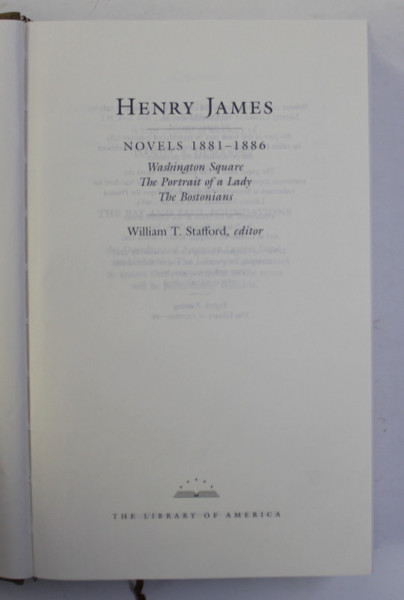 HENRY JAMES
NOVELS 1881–1886
Washington Square
The Portrait of a Lady
The Bostonians
William T. Stafford, editor
THE LIBRARY OF AMERICA